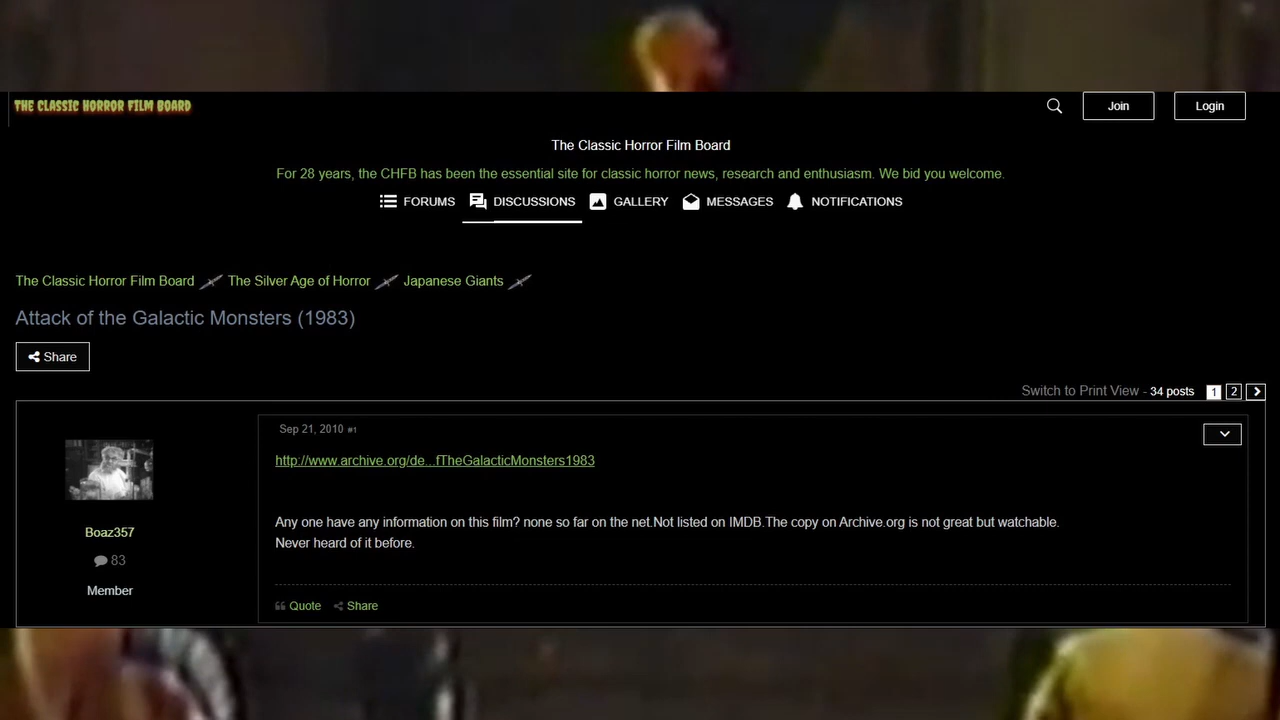 THE CLASSIC HORROR FILM BOARD
Join
Login
The Classic Horror Film Board
For 28 years, the CHFB has been the essential site for classic horror news, research and enthusiasm. We bid you welcome.
FORUMS DISCUSSIONS GALLERY MESSAGES NOTIFICATIONS
The Classic Horror Film Board The Silver Age of Horror Japanese Giants
Attack of the Galactic Monsters (1983)
Share
Switch to Print View - 34 posts 1 2
Sep 21, 2010 #1
http://www.archive.org/de...fTheGalacticMonsters1983
Any one have any information on this film? none so far on the net.Not listed on IMDB.The copy on Archive.org is not great but watchable.
Never heard of it before.
Boaz357
83
Member
Quote Share